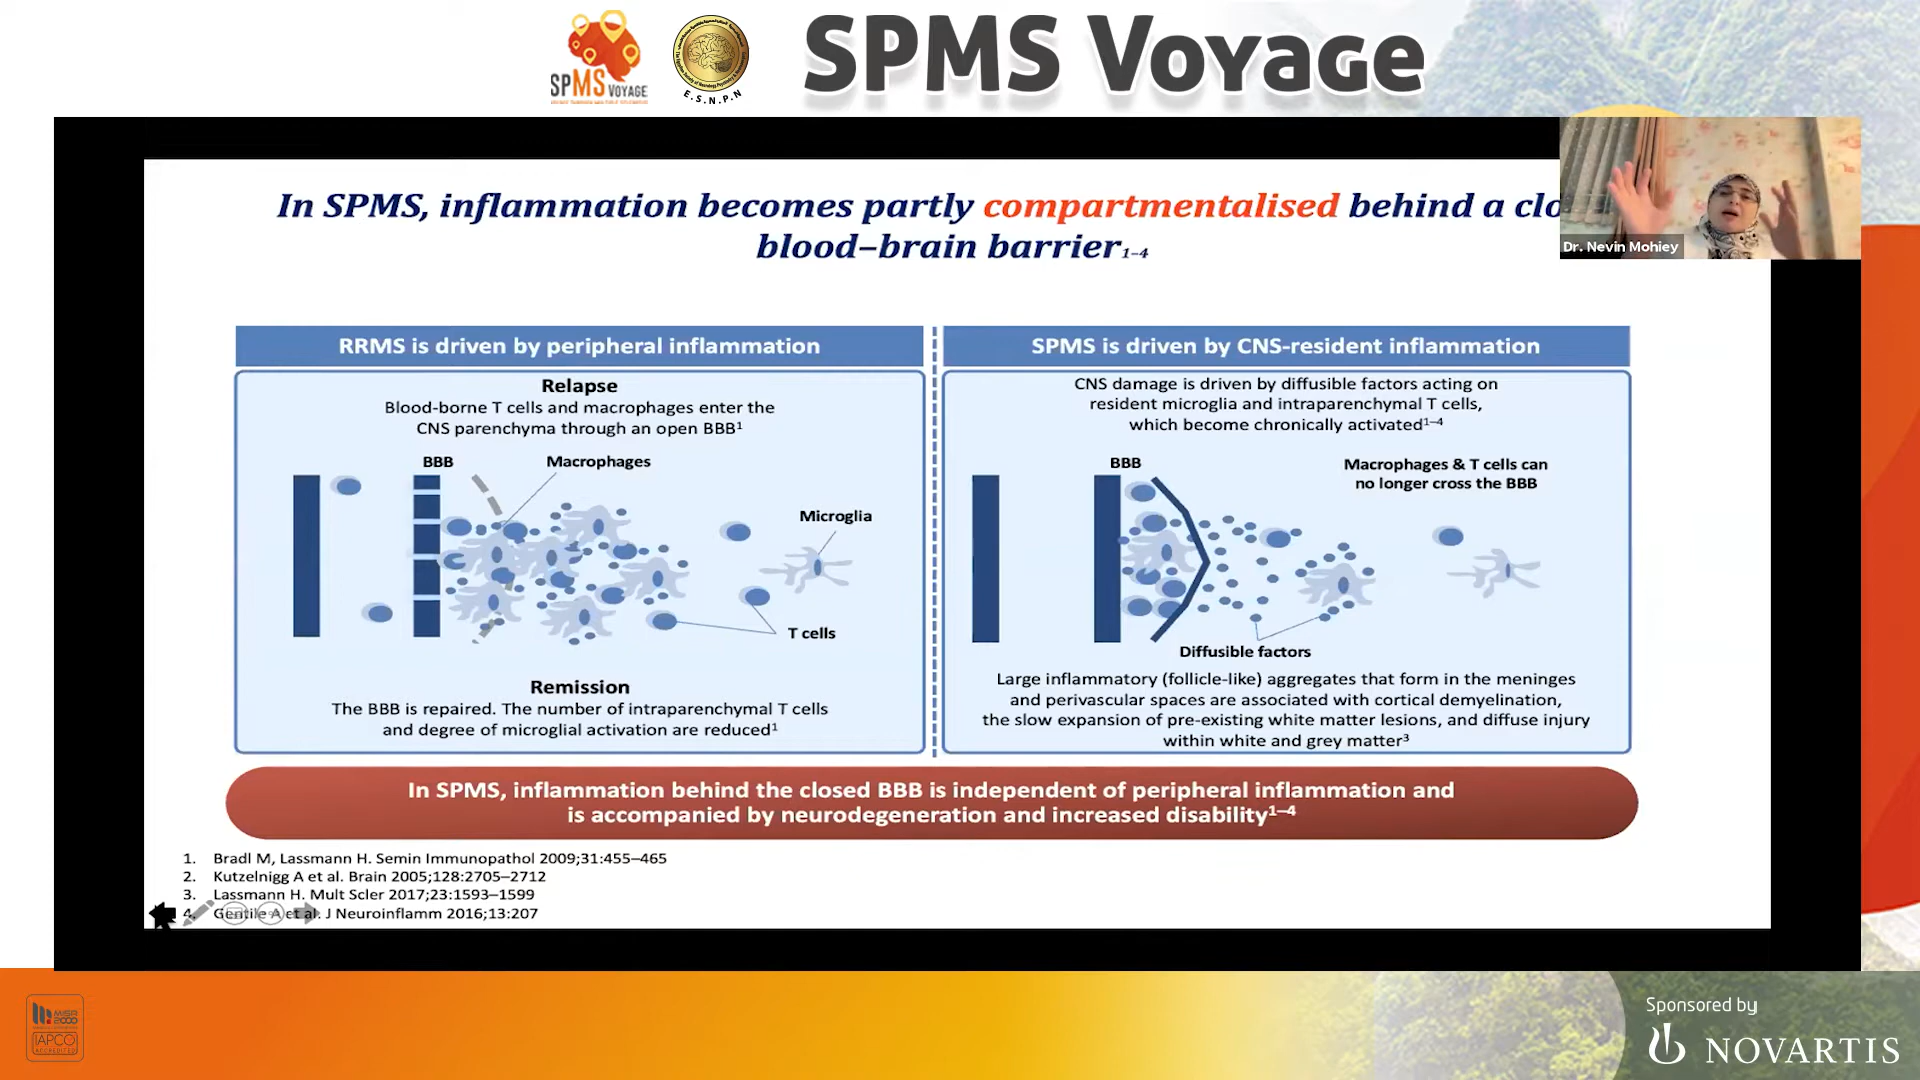 SPMS VOYAGE
E.S.N.P.N
SPMS Voyage
In SPMS, inflammation becomes partly compartmentalised behind a clo
blood–brain barrier1–4
Dr. Nevin Mohiey
RRMS is driven by peripheral inflammation
Relapse
Blood-borne T cells and macrophages enter the
CNS parenchyma through an open BBB1
BBB
Macrophages
Microglia
T cells
Remission
The BBB is repaired. The number of intraparenchymal T cells
and degree of microglial activation are reduced1
SPMS is driven by CNS-resident inflammation
CNS damage is driven by diffusible factors acting on
resident microglia and intraparenchymal T cells,
which become chronically activated1–4
BBB
Macrophages & T cells can
no longer cross the BBB
Diffusible factors
Large inflammatory (follicle-like) aggregates that form in the meninges
and perivascular spaces are associated with cortical demyelination,
the slow expansion of pre-existing white matter lesions, and diffuse injury
within white and grey matter3
In SPMS, inflammation behind the closed BBB is independent of peripheral inflammation and
is accompanied by neurodegeneration and increased disability1–4
1. Bradl M, Lassmann H. Semin Immunopathol 2009;31:455–465
2. Kutzelnigg A et al. Brain 2005;128:2705–2712
3. Lassmann H. Mult Scler 2017;23:1593–1599
4. Gentile A et al. J Neuroinflamm 2016;13:207
MISR
2000
IAPCO
ACCREDITED
Sponsored by
NOVARTIS